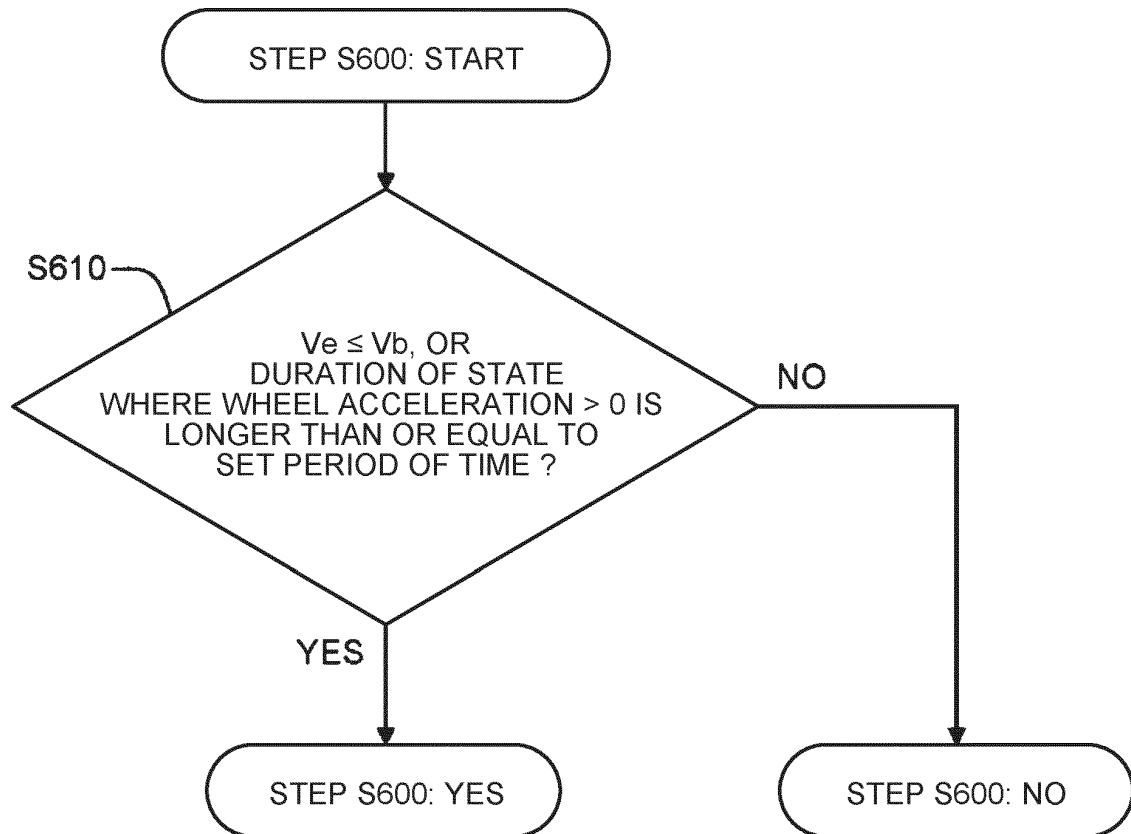 STEP S600: START
S610
Ve ≤ Vb, OR
DURATION OF STATE
WHERE WHEEL ACCELERATION > 0 IS
LONGER THAN OR EQUAL TO
SET PERIOD OF TIME ?
NO
YES
STEP S600: YES
STEP S600: NO